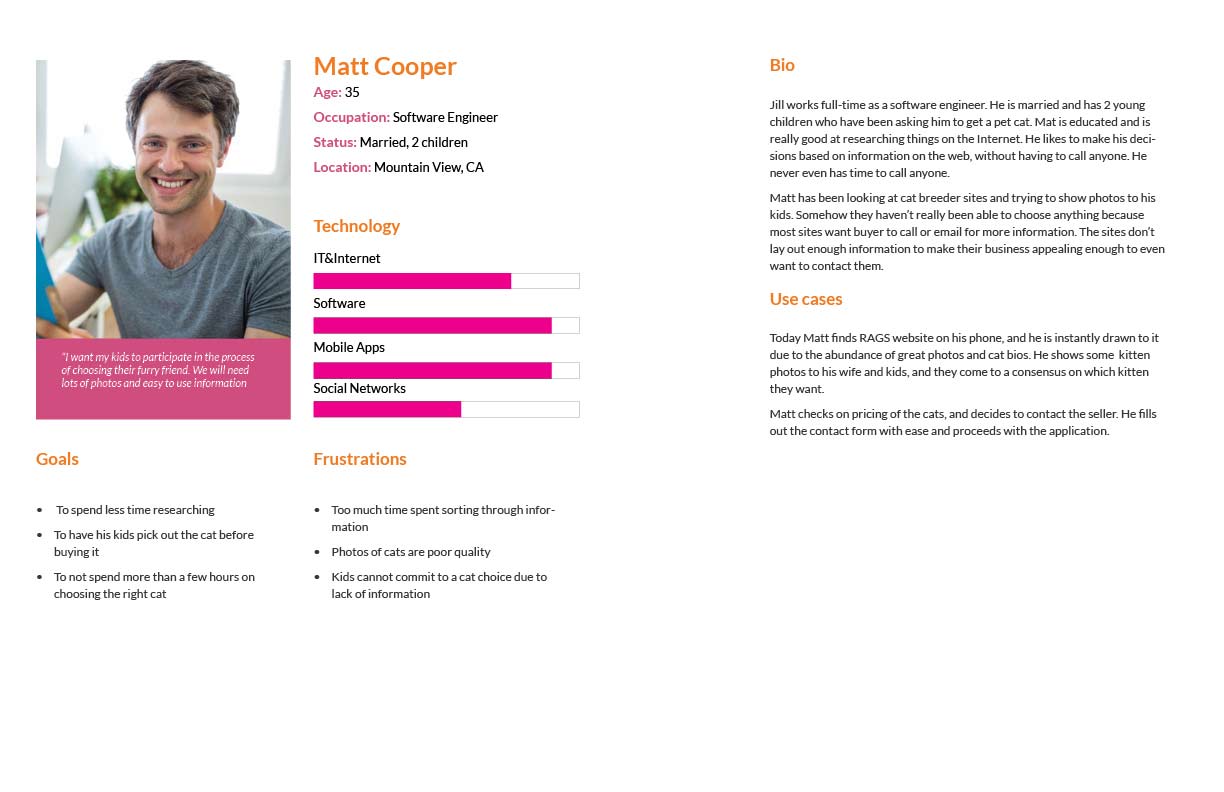 Matt Cooper
Age: 35
Occupation: Software Engineer
Status: Married, 2 children
Location: Mountain View, CA
Technology
IT&Internet
Software
Mobile Apps
Social Networks
"I want my kids to participate in the process
of choosing their furry friend. We will need
lots of photos and easy to use information
Goals
• To spend less time researching
• To have his kids pick out the cat before
buying it
• To not spend more than a few hours on
choosing the right cat
Frustrations
• Too much time spent sorting through infor-
mation
• Photos of cats are poor quality
• Kids cannot commit to a cat choice due to
lack of information
Bio
Jill works full-time as a software engineer. He is married and has 2 young
children who have been asking him to get a pet cat. Mat is educated and is
really good at researching things on the Internet. He likes to make his deci-
sions based on information on the web, without having to call anyone. He
never even has time to call anyone.
Matt has been looking at cat breeder sites and trying to show photos to his
kids. Somehow they haven't really been able to choose anything because
most sites want buyer to call or email for more information. The sites don't
lay out enough information to make their business appealing enough to even
want to contact them.
Use cases
Today Matt finds RAGS website on his phone, and he is instantly drawn to it
due to the abundance of great photos and cat bios. He shows some kitten
photos to his wife and kids, and they come to a consensus on which kitten
they want.
Matt checks on pricing of the cats, and decides to contact the seller. He fills
out the contact form with ease and proceeds with the application.